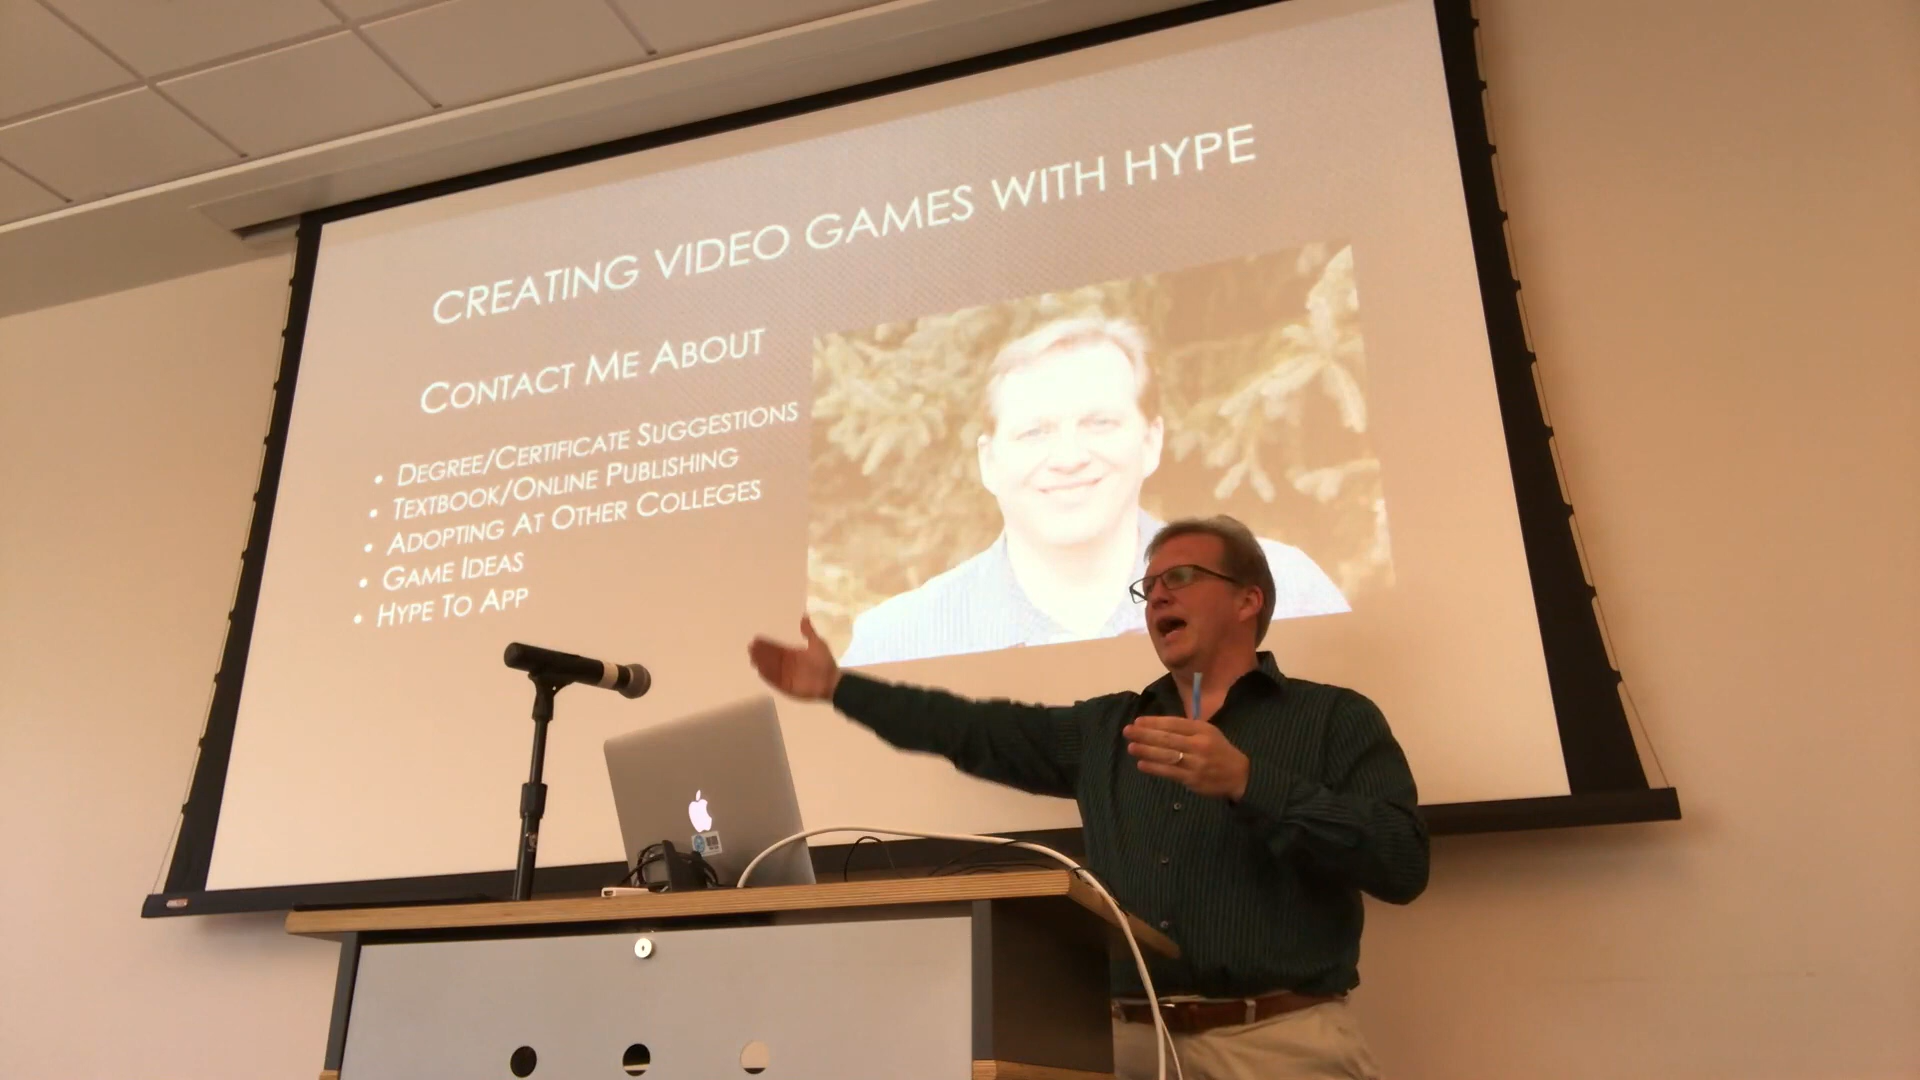 CREATING VIDEO GAMES WITH HYPE
CONTACT ME ABOUT
• DEGREE/CERTIFICATE SUGGESTIONS
• TEXTBOOK/ONLINE PUBLISHING
• ADOPTING AT OTHER COLLEGES
• GAME IDEAS
• HYPE TO APP